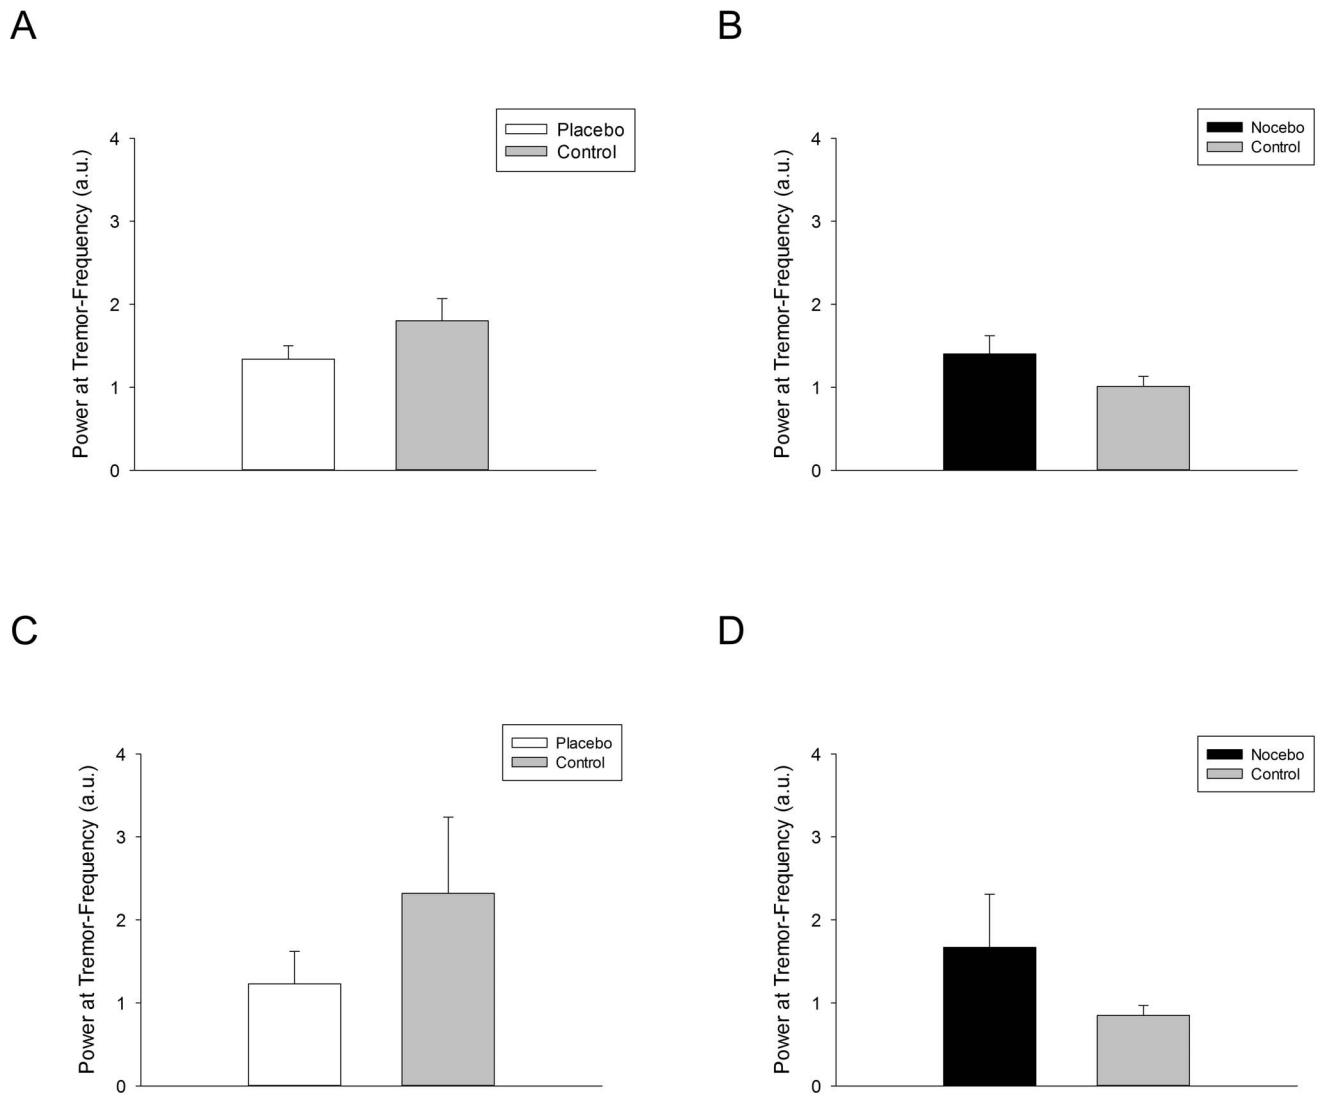 A
Placebo
Control
Power at Tremor-Frequency (a.u.)
4
3
2
1
0
B
Nocebo
Control
Power at Tremor-Frequency (a.u.)
4
3
2
1
0
C
Placebo
Control
Power at Tremor-Frequency (a.u.)
4
3
2
1
0
D
Nocebo
Control
Power at Tremor-Frequency (a.u.)
4
3
2
1
0